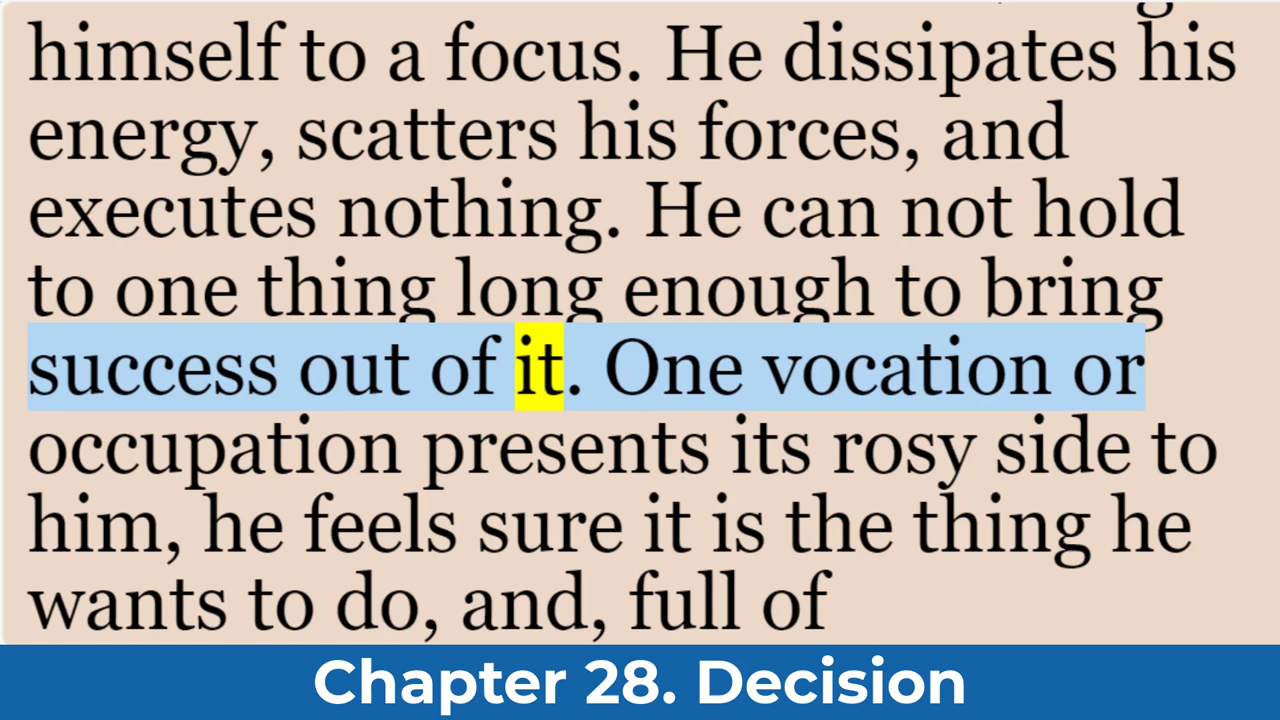 himself to a focus. He dissipates his
energy, scatters his forces, and
executes nothing. He can not hold
to one thing long enough to bring
success out of it. One vocation or
occupation presents its rosy side to
him, he feels sure it is the thing he
wants to do, and, full of
Chapter 28. Decision